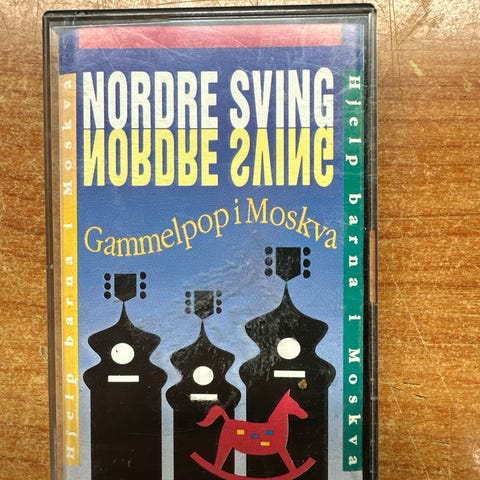 NORDRE SVING
NORDRE SVING
Gammelpop i Moskva
Hjelp barna i Moskva
Hjelp barna i Moskva